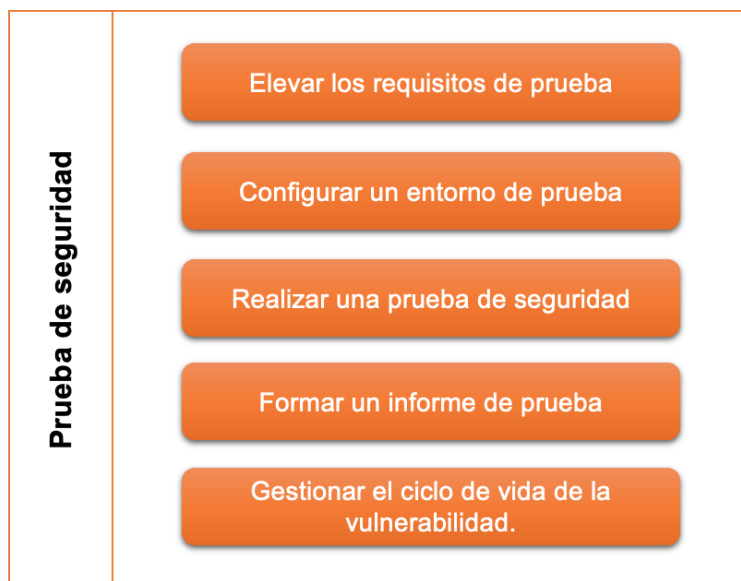 Prueba de seguridad
Elevar los requisitos de prueba
Configurar un entorno de prueba
Realizar una prueba de seguridad
Formar un informe de prueba
Gestionar el ciclo de vida de la
vulnerabilidad.